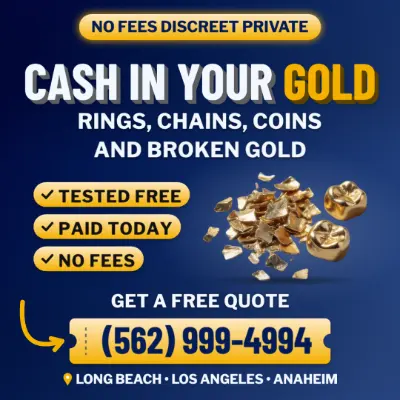 NO FEES DISCREET PRIVATE
CASH IN YOUR GOLD
RINGS, CHAINS, COINS
AND BROKEN GOLD
TESTED FREE
PAID TODAY
NO FEES
GET A FREE QUOTE
(562) 999-4994
LONG BEACH • LOS ANGELES • ANAHEIM